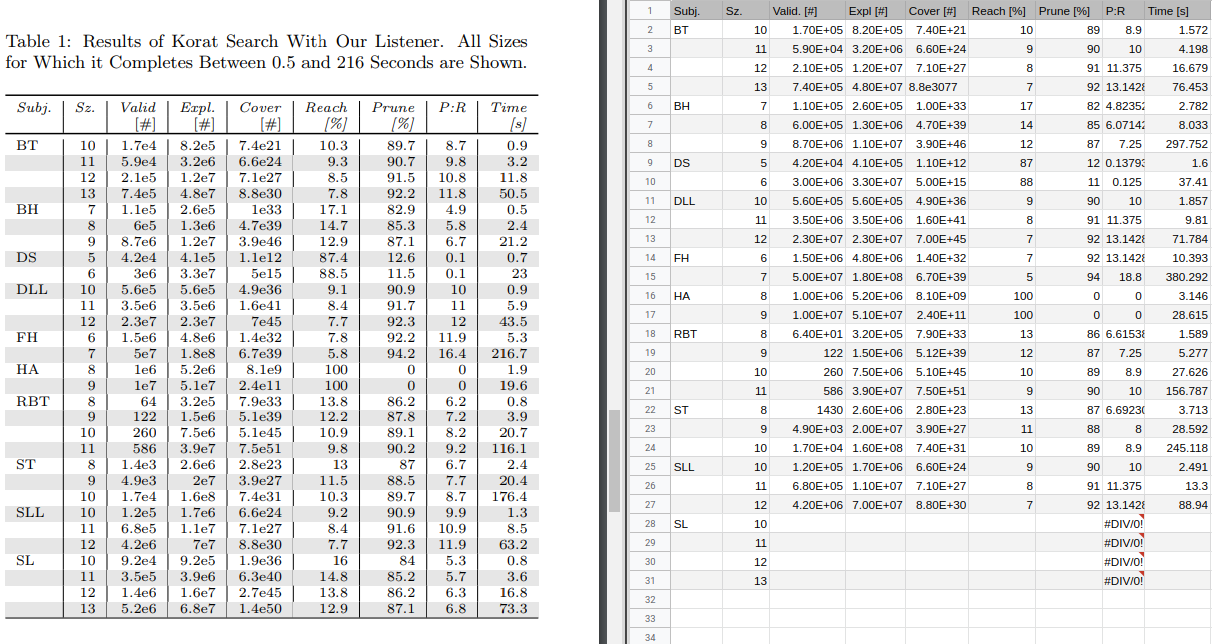 Table 1: Results of Korat Search With Our Listener. All Sizes
for Which it Completes Between 0.5 and 216 Seconds are Shown.
Subj. Sz. Valid Expl. Cover Reach Prune P:R Time
[#] [#] [#] [%] [%] [s]
BT 10 1.7e4 8.2e5 7.4e21 10.3 89.7 8.7 0.9
11 5.9e4 3.2e6 6.6e24 9.3 90.7 9.8 3.2
12 2.1e5 1.2e7 7.1e27 8.5 91.5 10.8 11.8
13 7.4e5 4.8e7 8.8e30 7.8 92.2 11.8 50.5
BH 7 1.1e5 2.6e5 1e33 17.1 82.9 4.9 0.5
8 6e5 1.3e6 4.7e39 14.7 85.3 5.8 2.4
9 8.7e6 1.2e7 3.9e46 12.9 87.1 6.7 21.2
DS 5 4.2e4 4.1e5 1.1e12 87.4 12.6 0.1 0.7
6 3e6 3.3e7 5e15 88.5 11.5 0.1 23
DLL 10 5.6e5 5.6e5 4.9e36 9.1 90.9 10 0.9
11 3.5e6 3.5e6 1.6e41 8.4 91.7 11 5.9
12 2.3e7 2.3e7 7e45 7.7 92.3 12 43.5
FH 6 1.5e6 4.8e6 1.4e32 7.8 92.2 11.9 5.3
7 5e7 1.8e8 6.7e39 5.8 94.2 16.4 216.7
HA 8 1e6 5.2e6 8.1e9 100 0 0 1.9
9 1e7 5.1e7 2.4e11 100 0 0 19.6
RBT 8 64 3.2e5 7.9e33 13.8 86.2 6.2 0.8
9 122 1.5e6 5.1e39 12.2 87.8 7.2 3.9
10 260 7.5e6 5.1e45 10.9 89.1 8.2 20.7
11 586 3.9e7 7.5e51 9.8 90.2 9.2 116.1
ST 8 1.4e3 2.6e6 2.8e23 13 87 6.7 2.4
9 4.9e3 2e7 3.9e27 11.5 88.5 7.7 20.4
10 1.7e4 1.6e8 7.4e31 10.3 89.7 8.7 176.4
SLL 10 1.2e5 1.7e6 6.6e24 9.2 90.9 9.9 1.3
11 6.8e5 1.1e7 7.1e27 8.4 91.6 10.9 8.5
12 4.2e6 7e7 8.8e30 7.7 92.3 11.9 63.2
SL 10 9.2e4 9.2e5 1.9e36 16 84 5.3 0.8
11 3.5e5 3.9e6 6.3e40 14.8 85.2 5.7 3.6
12 1.4e6 1.6e7 2.7e45 13.8 86.2 6.3 16.8
13 5.2e6 6.8e7 1.4e50 12.9 87.1 6.8 73.3
1 Subj. Sz. Valid. [#] Expl [#] Cover [#] Reach [%] Prune [%] P:R Time [s]
2 BT 10 1.70E+05 8.20E+05 7.40E+21 10 89 8.9 1.572
3 11 5.90E+04 3.20E+06 6.60E+24 9 90 10 4.198
4 12 2.10E+05 1.20E+07 7.10E+27 8 91 11.375 16.679
5 13 7.40E+05 4.80E+07 8.8e3077 7 92 13.1428 76.453
6 BH 7 1.10E+05 2.60E+05 1.00E+33 17 82 4.82352 2.782
7 8 6.00E+05 1.30E+06 4.70E+39 14 85 6.07142 8.033
8 9 8.70E+06 1.10E+07 3.90E+46 12 87 7.25 297.752
9 DS 5 4.20E+04 4.10E+05 1.10E+12 87 12 0.13793 1.6
10 6 3.00E+06 3.30E+07 5.00E+15 88 11 0.125 37.41
11 DLL 10 5.60E+05 5.60E+05 4.90E+36 9 90 10 1.857
12 11 3.50E+06 3.50E+06 1.60E+41 8 91 11.375 9.81
13 12 2.30E+07 2.30E+07 7.00E+45 7 92 13.1428 71.784
14 FH 6 1.50E+06 4.80E+06 1.40E+32 7 92 13.1428 10.393
15 7 5.00E+07 1.80E+08 6.70E+39 5 94 18.8 380.292
16 HA 8 1.00E+06 5.20E+06 8.10E+09 100 0 0 3.146
17 9 1.00E+07 5.10E+07 2.40E+11 100 0 0 28.615
18 RBT 8 6.40E+01 3.20E+05 7.90E+33 13 86 6.61538 1.589
19 9 122 1.50E+06 5.12E+39 12 87 7.25 5.277
20 10 260 7.50E+06 5.10E+45 10 89 8.9 27.626
21 11 586 3.90E+07 7.50E+51 9 90 10 156.787
22 ST 8 1430 2.60E+06 2.80E+23 13 87 6.69230 3.713
23 9 4.90E+03 2.00E+07 3.90E+27 11 88 8 28.592
24 10 1.70E+04 1.60E+08 7.40E+31 10 89 8.9 245.118
25 SLL 10 1.20E+05 1.70E+06 6.60E+24 9 90 10 2.491
26 11 6.80E+05 1.10E+07 7.10E+27 8 91 11.375 13.3
27 12 4.20E+06 7.00E+07 8.80E+30 7 92 13.1428 88.94
28 SL 10 #DIV/0!
29 11 #DIV/0!
30 12 #DIV/0!
31 13 #DIV/0!
32
33
34